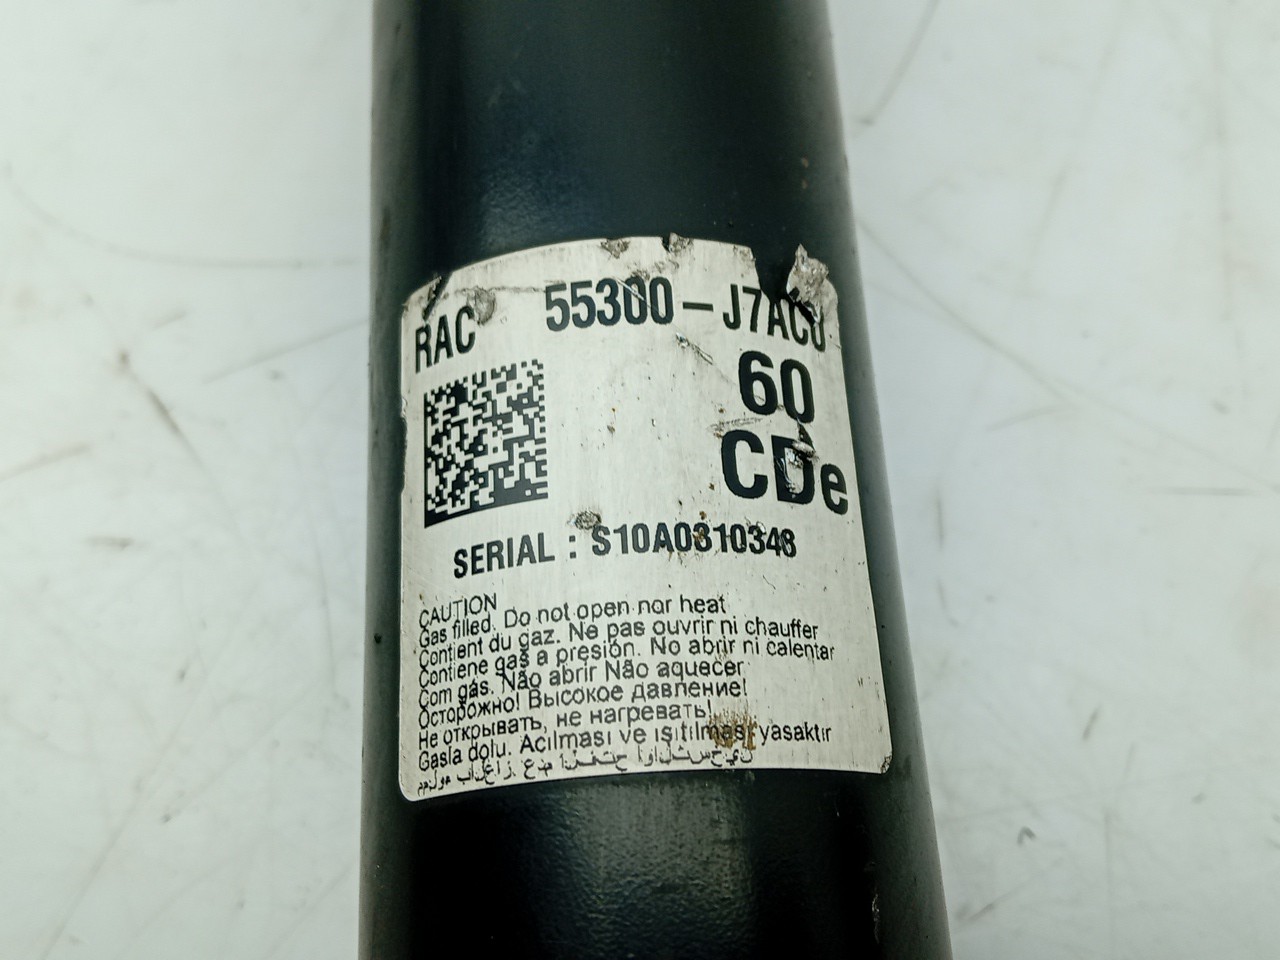 RAC 55300-J7AC0
60
CDe
SERIAL : S10A0310348
CAUTION
Gas filled. Do not open nor heat
Contient du gaz. Ne pas ouvrir ni chauffer
Contiene gas a presión. No abrir ni calentar
Com gás. Não abrir Não aquecer
Осторожно! Высокое давление!
Не открывать, не нагревать!
Gasla dolu. Acılması ve ısıtılması yasaktır